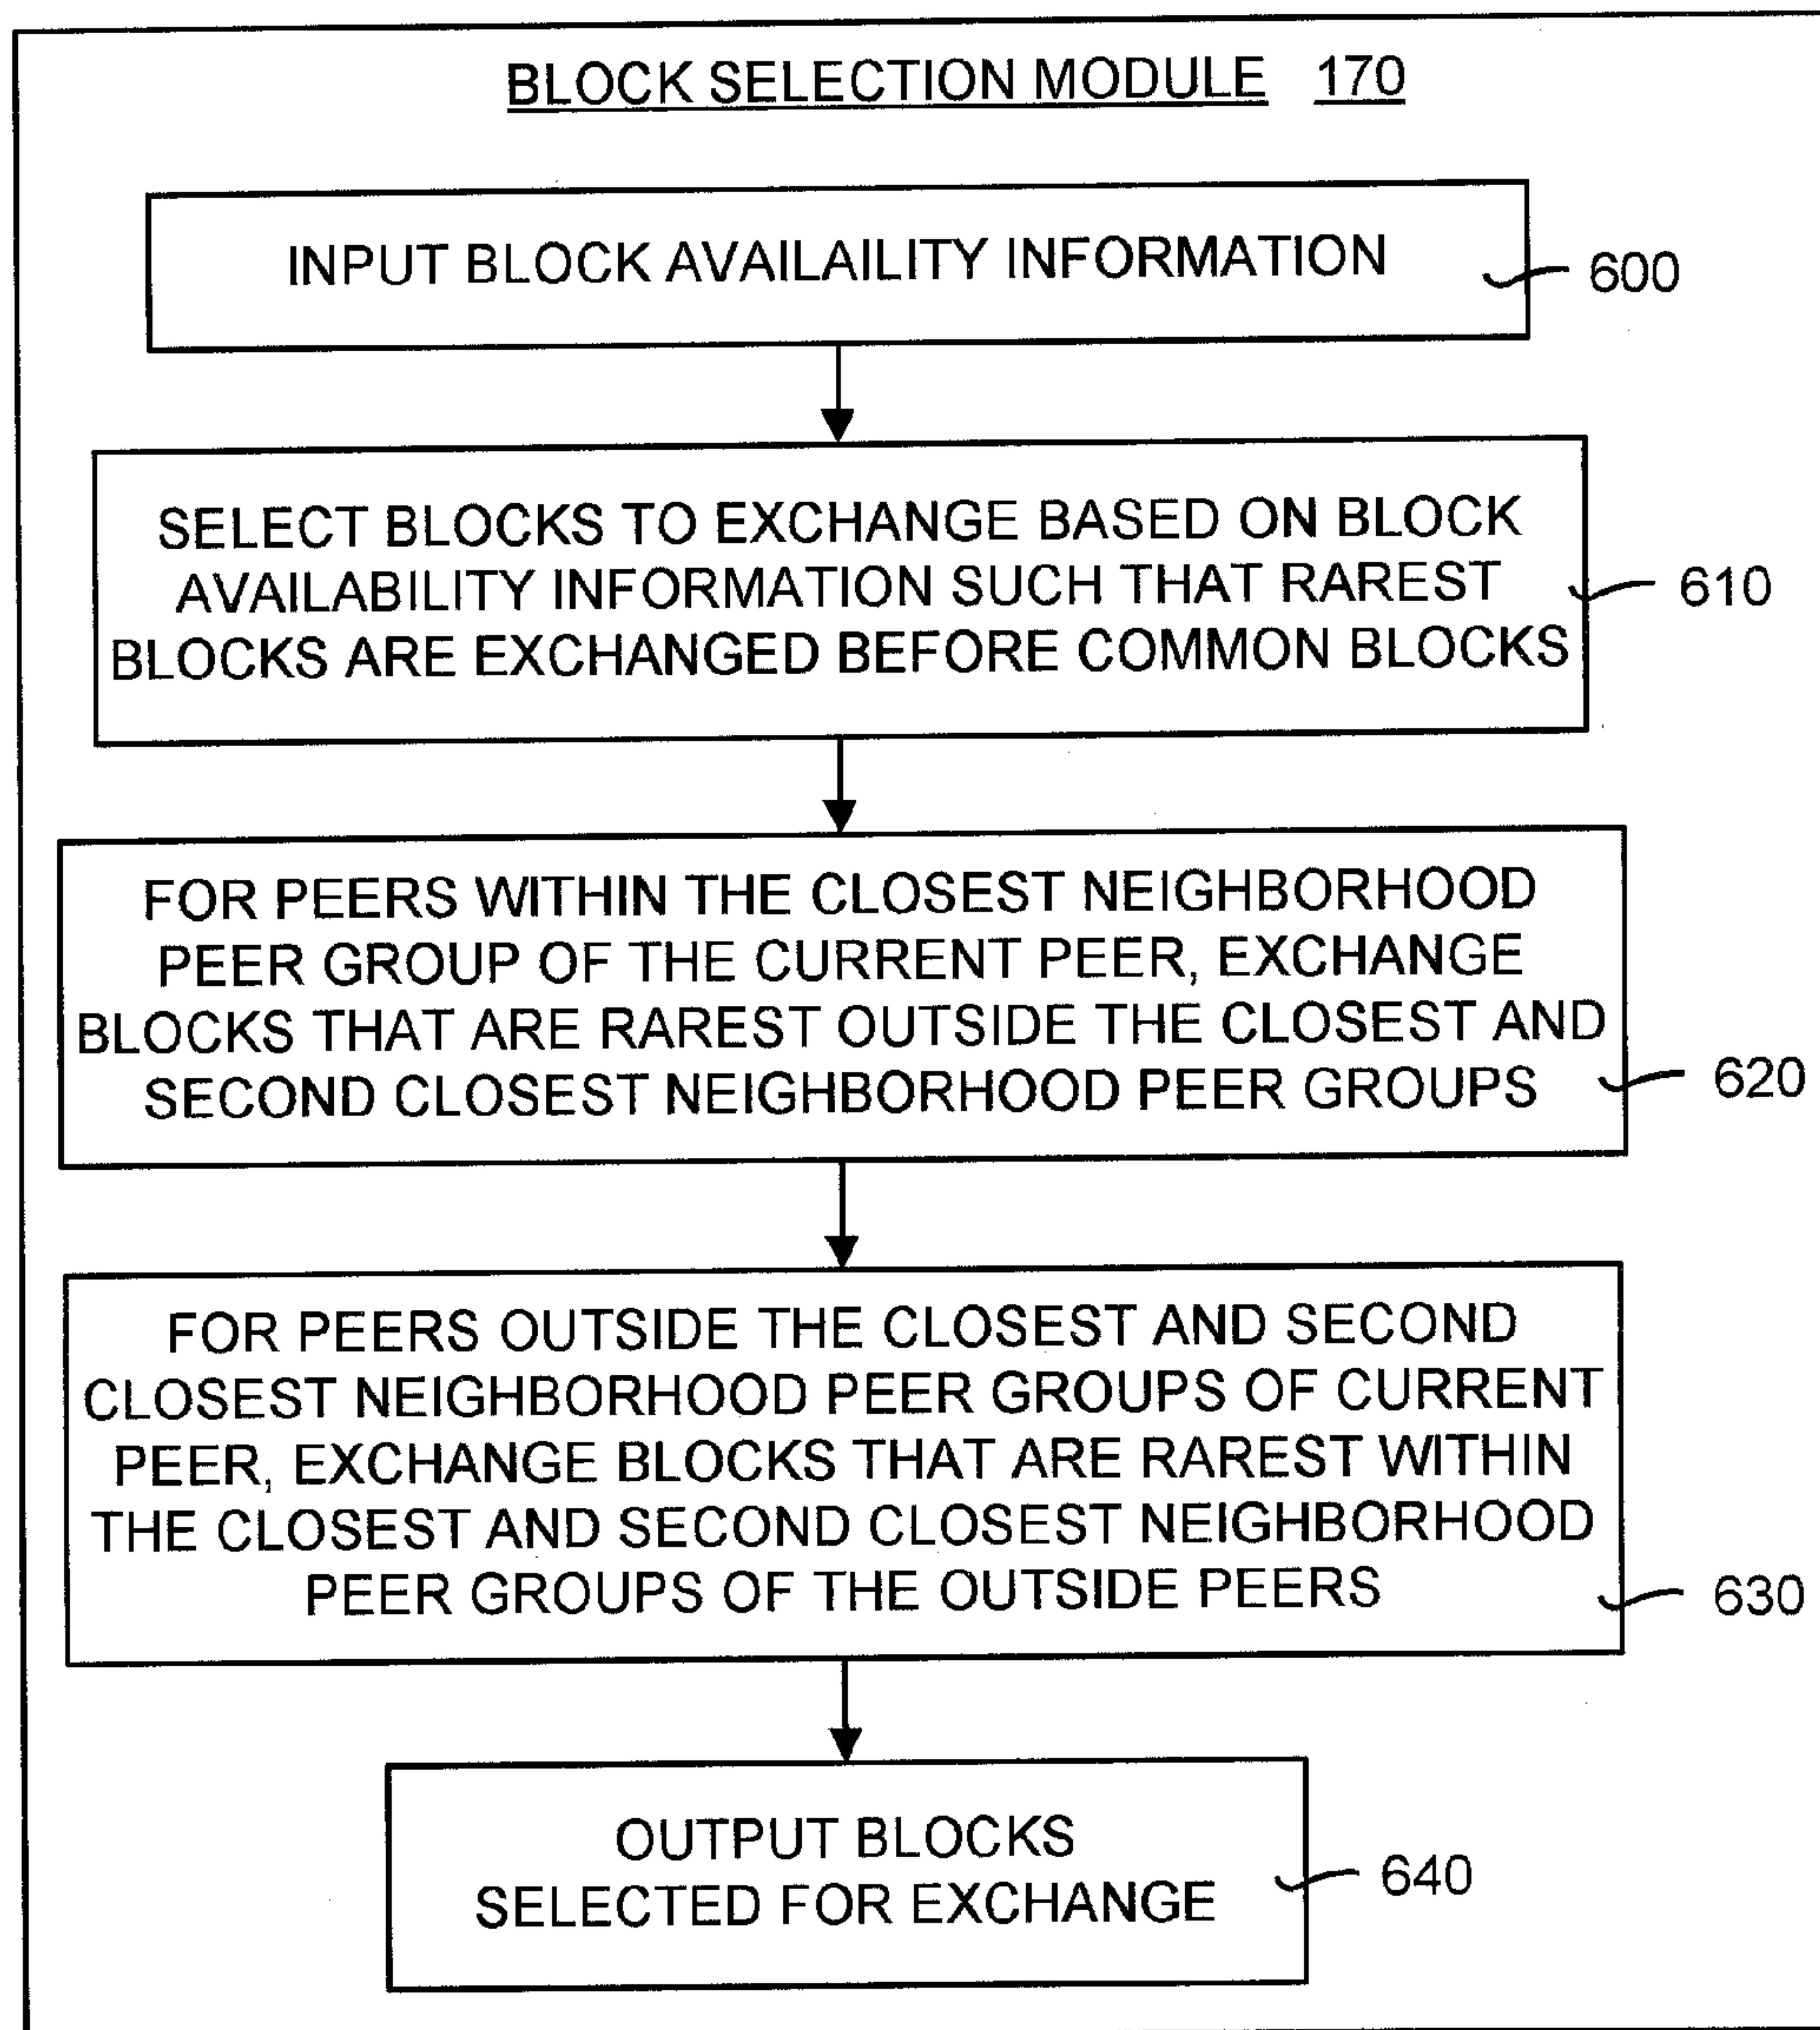 BLOCK SELECTION MODULE 170
INPUT BLOCK AVAILAILITY INFORMATION
600
SELECT BLOCKS TO EXCHANGE BASED ON BLOCK
AVAILABILITY INFORMATION SUCH THAT RAREST
BLOCKS ARE EXCHANGED BEFORE COMMON BLOCKS
610
FOR PEERS WITHIN THE CLOSEST NEIGHBORHOOD
PEER GROUP OF THE CURRENT PEER, EXCHANGE
BLOCKS THAT ARE RAREST OUTSIDE THE CLOSEST AND
SECOND CLOSEST NEIGHBORHOOD PEER GROUPS
620
FOR PEERS OUTSIDE THE CLOSEST AND SECOND
CLOSEST NEIGHBORHOOD PEER GROUPS OF CURRENT
PEER, EXCHANGE BLOCKS THAT ARE RAREST WITHIN
THE CLOSEST AND SECOND CLOSEST NEIGHBORHOOD
PEER GROUPS OF THE OUTSIDE PEERS
630
OUTPUT BLOCKS
SELECTED FOR EXCHANGE
640